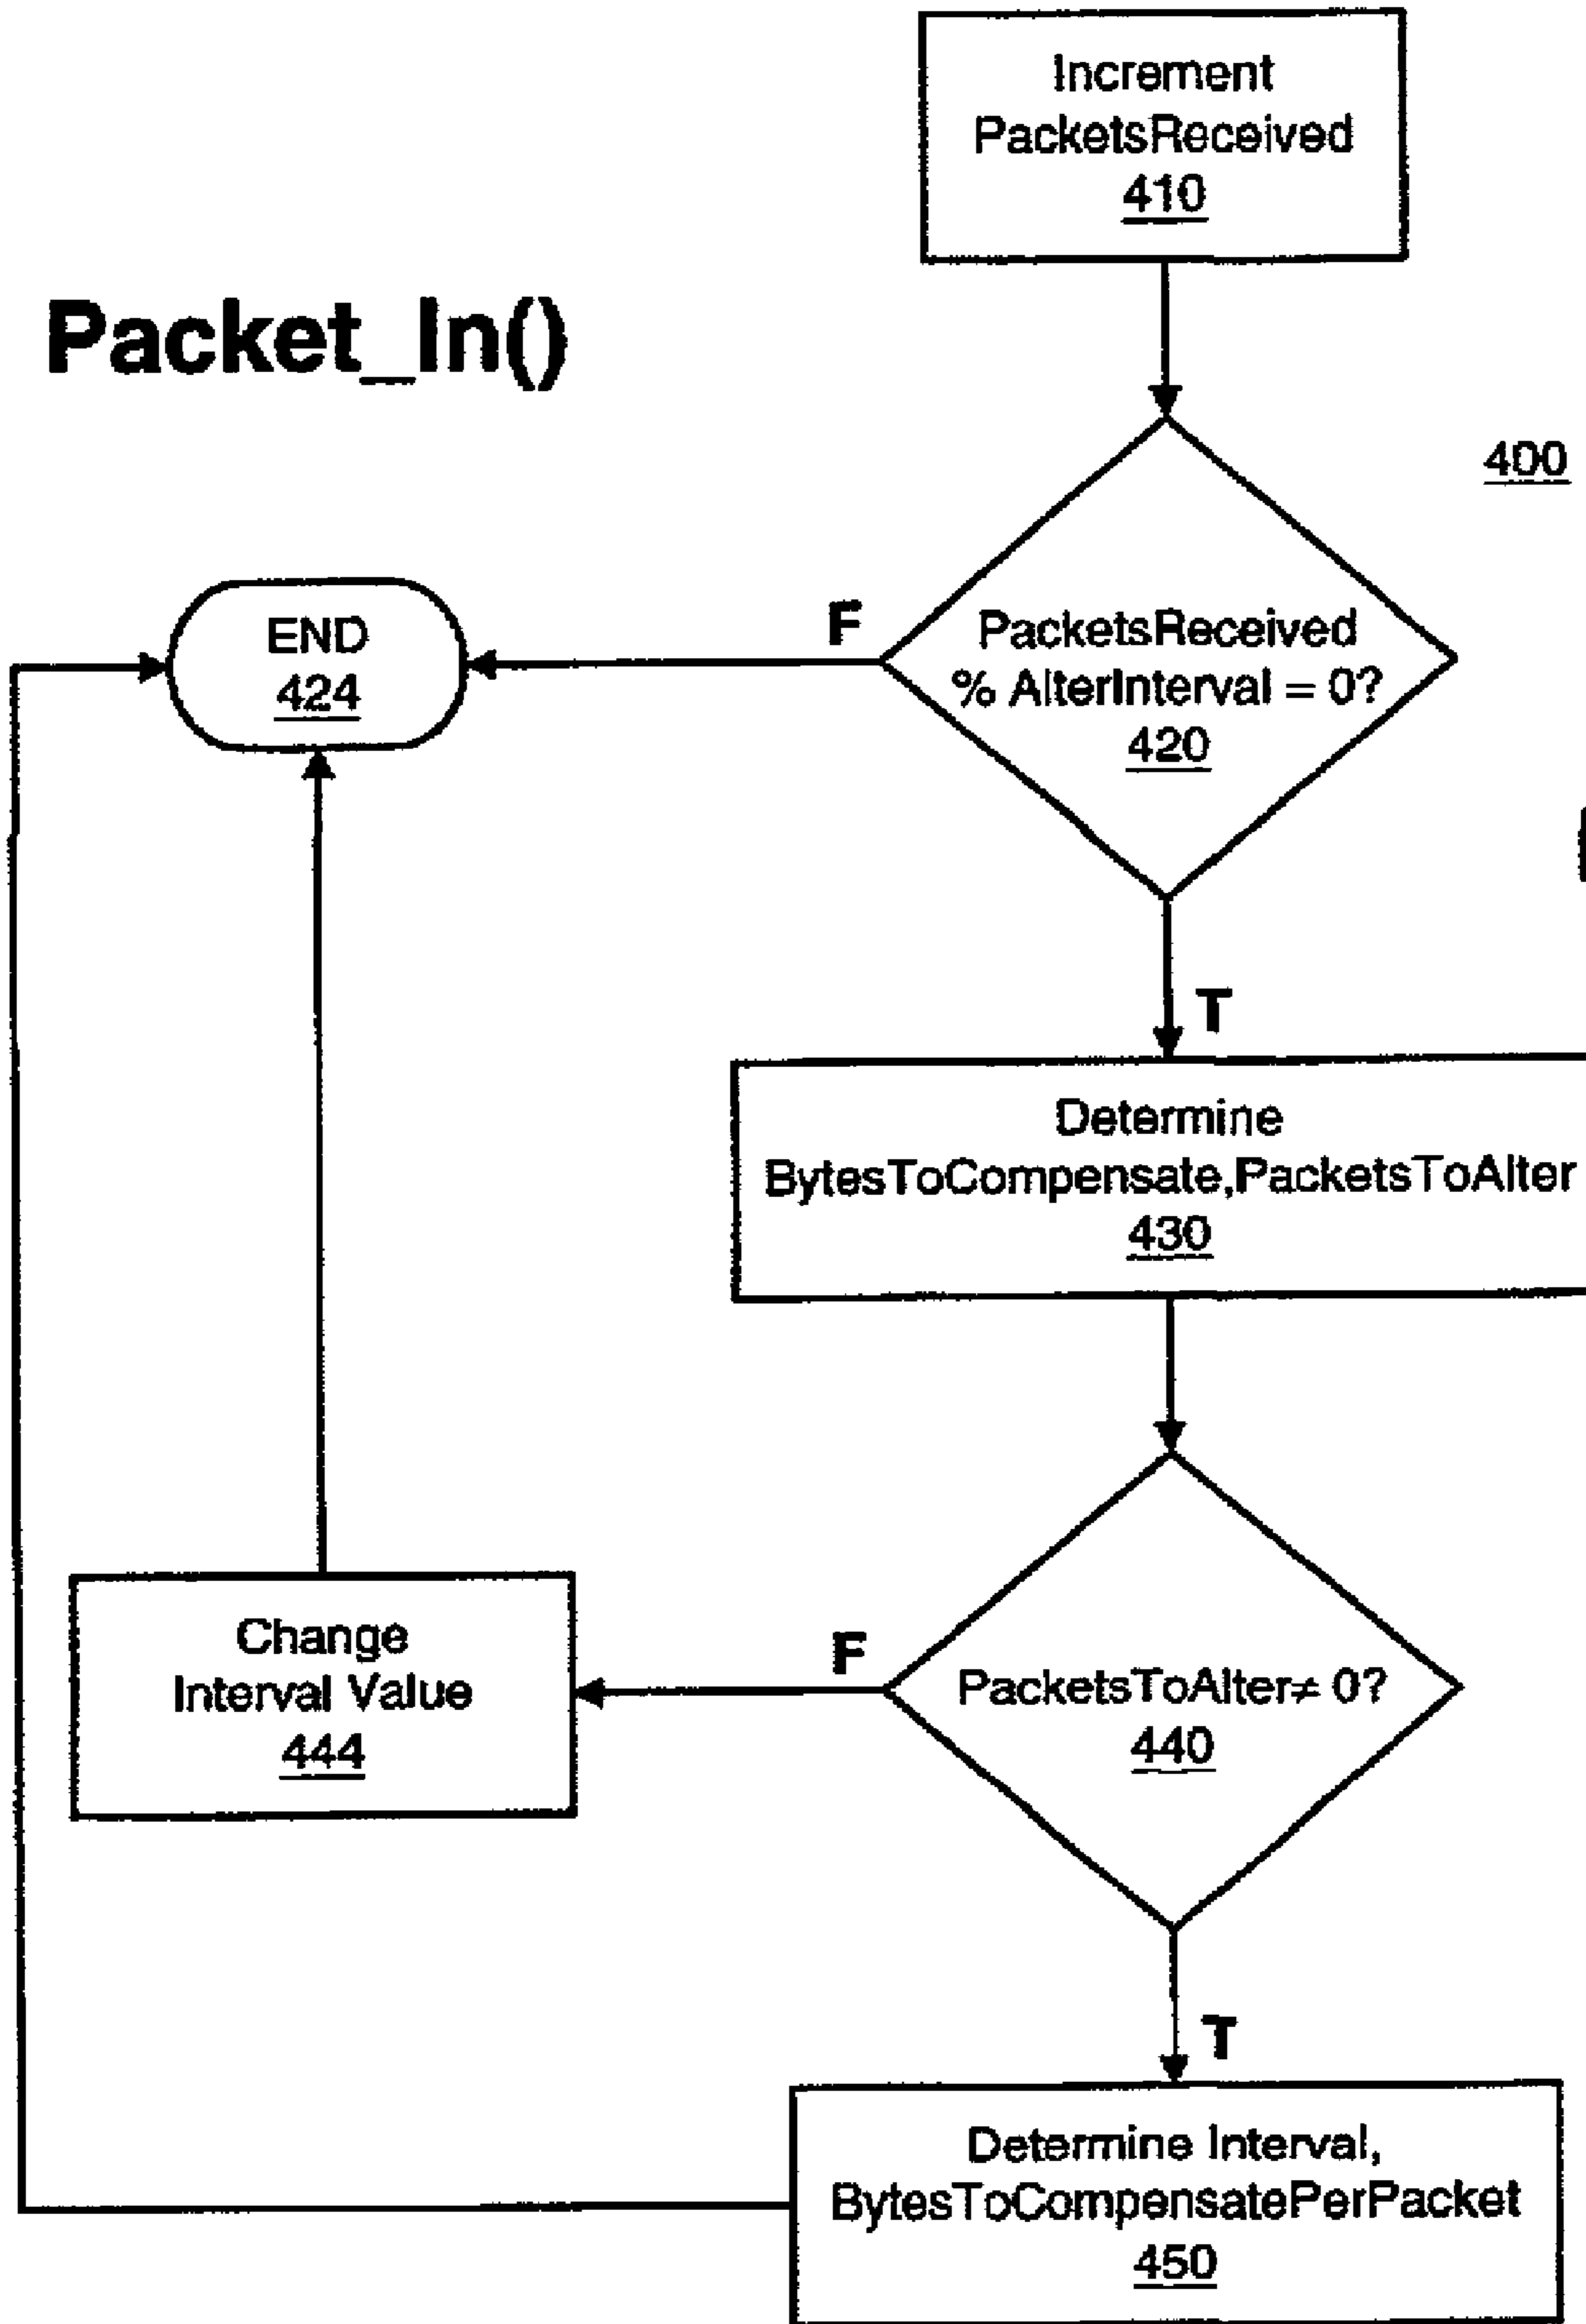 Increment
PacketsReceived
410
Packet_In()
400
PacketsReceived
% AlterInterval = 0?
420
F
END
424
T
Determine
BytesToCompensate,PacketsToAlter
430
PacketsToAlter≠ 0?
440
F
Change
Interval Value
444
T
Determine Interval,
BytesToCompensatePerPacket
450